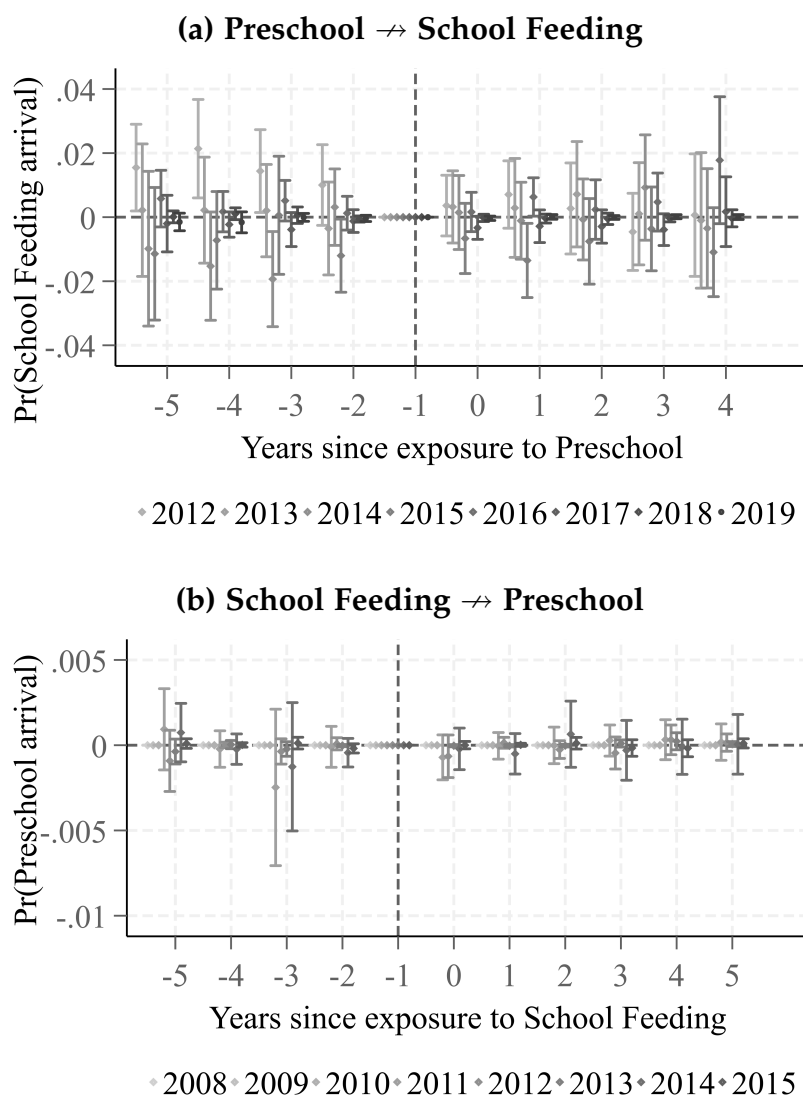 (a) Preschool ↛ School Feeding
Pr(School Feeding arrival)
.04
.02
0
-.02
-.04
-5 -4 -3 -2 -1 0 1 2 3 4
Years since exposure to Preschool
2012 2013 2014 2015 2016 2017 2018 2019
(b) School Feeding ↛ Preschool
Pr(Preschool arrival)
.005
0
-.005
-.01
-5 -4 -3 -2 -1 0 1 2 3 4 5
Years since exposure to School Feeding
2008 2009 2010 2011 2012 2013 2014 2015